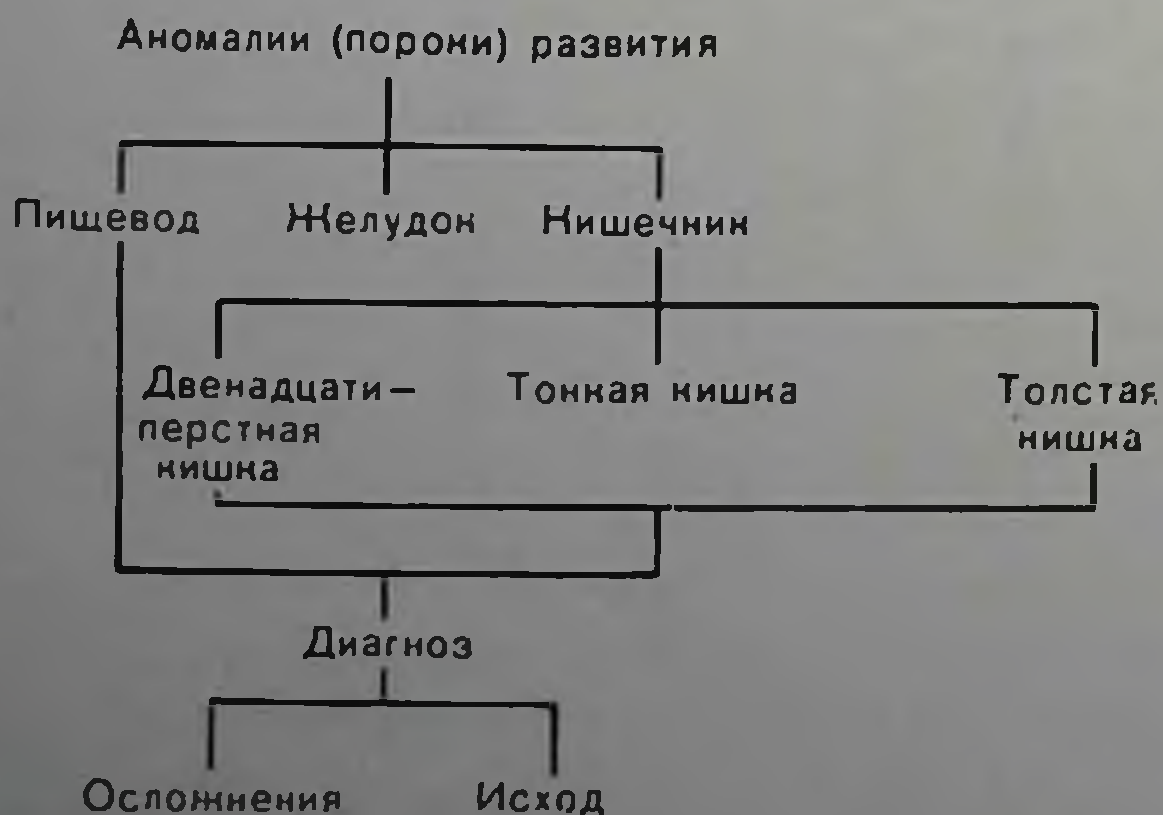 Аномалии (пороки) развития
Пищевод Желудок Кишечник
Двенадцати– Тонкая кишка Толстая
перстная кишка
кишка
Диагноз
Осложнения Исход